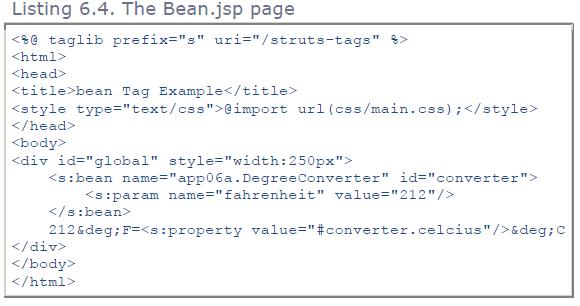 Listing 6.4. The Bean.jsp page
<%@ taglib prefix="s" uri="/struts-tags" %>
<html>
<head>
<title>bean Tag Example</title>
<style type="text/css">@import url(css/main.css);</style>
</head>
<body>
<div id="global" style="width:250px">
    <s:bean name="app06a.DegreeConverter" id="converter">
        <s:param name="fahrenheit" value="212"/>
    </s:bean>
    212&deg;F=<s:property value="#converter.celcius"/>&deg;C
</div>
</body>
</html>